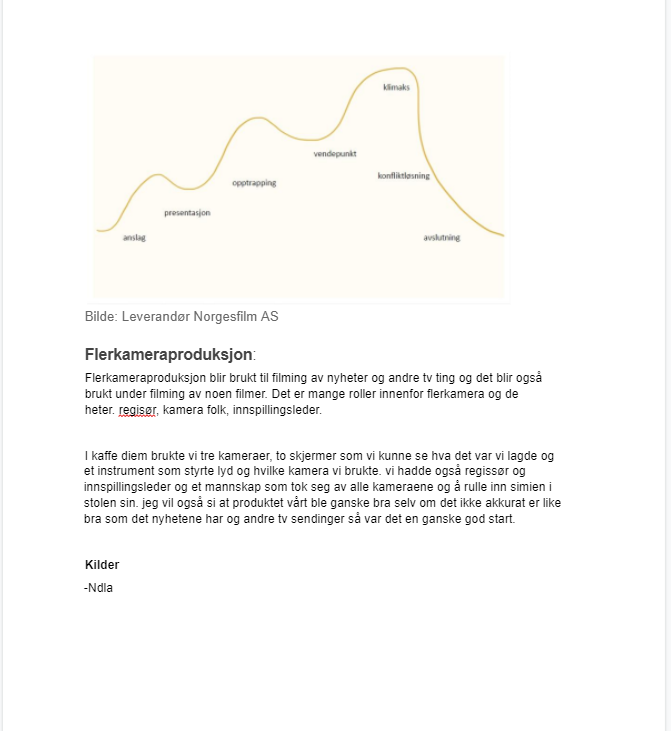 klimaks
vendepunkt
konfliktløsning
opptrapping
presentasjon
anslag
avslutning
Bilde: Leverandør Norgesfilm AS
Flerkameraproduksjon:
Flerkameraproduksjon blir brukt til filming av nyheter og andre tv ting og det blir også
brukt under filming av noen filmer. Det er mange roller innenfor flerkamera og de
heter. regisør, kamera folk, innspillingsleder.
I kaffe diem brukte vi tre kameraer, to skjermer som vi kunne se hva det var vi lagde og
et instrument som styrte lyd og hvilke kamera vi brukte. vi hadde også regissør og
innspillingsleder og et mannskap som tok seg av alle kameraene og å rulle inn simien i
stolen sin. jeg vil også si at produktet vårt ble ganske bra selv om det ikke akkurat er like
bra som det nyhetene har og andre tv sendinger så var det en ganske god start.
Kilder
-Ndla